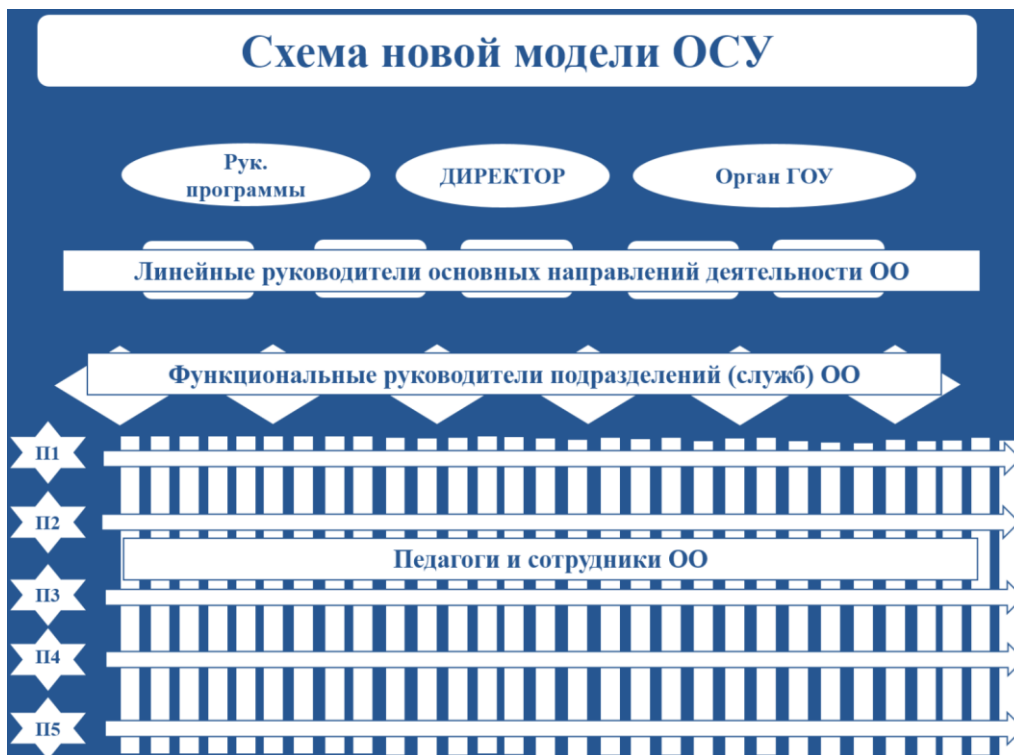 Схема новой модели ОСУ
Рук.
программы
ДИРЕКТОР
Орган ГОУ
Линейные руководители основных направлений деятельности ОО
Функциональные руководители подразделений (служб) ОО
П1
П2
Педагоги и сотрудники ОО
П3
П4
П5